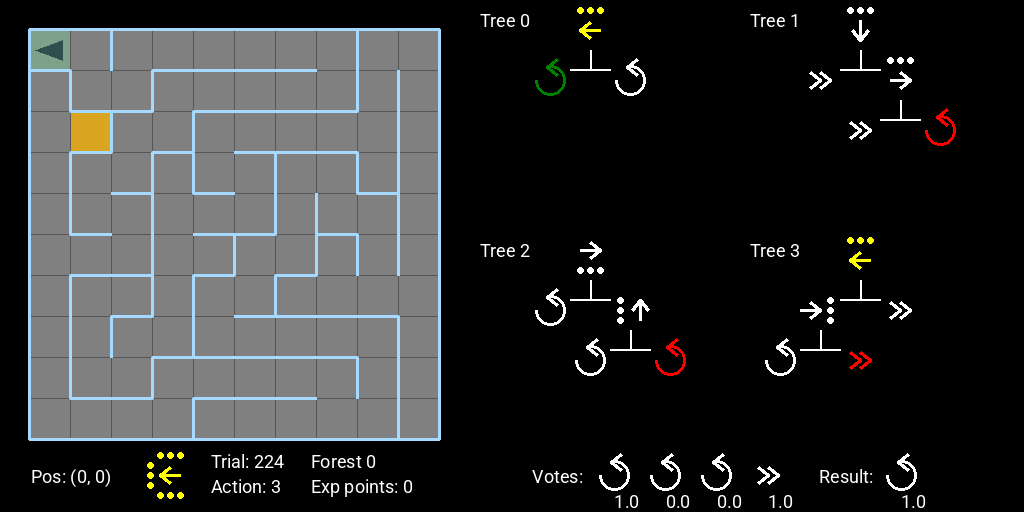 Tree 0
Tree 1
Tree 2
Tree 3
Pos: (0, 0)
Trial: 224
Forest 0
Action: 3
Exp points: 0
Votes:
1.0
0.0
0.0
1.0
Result:
1.0